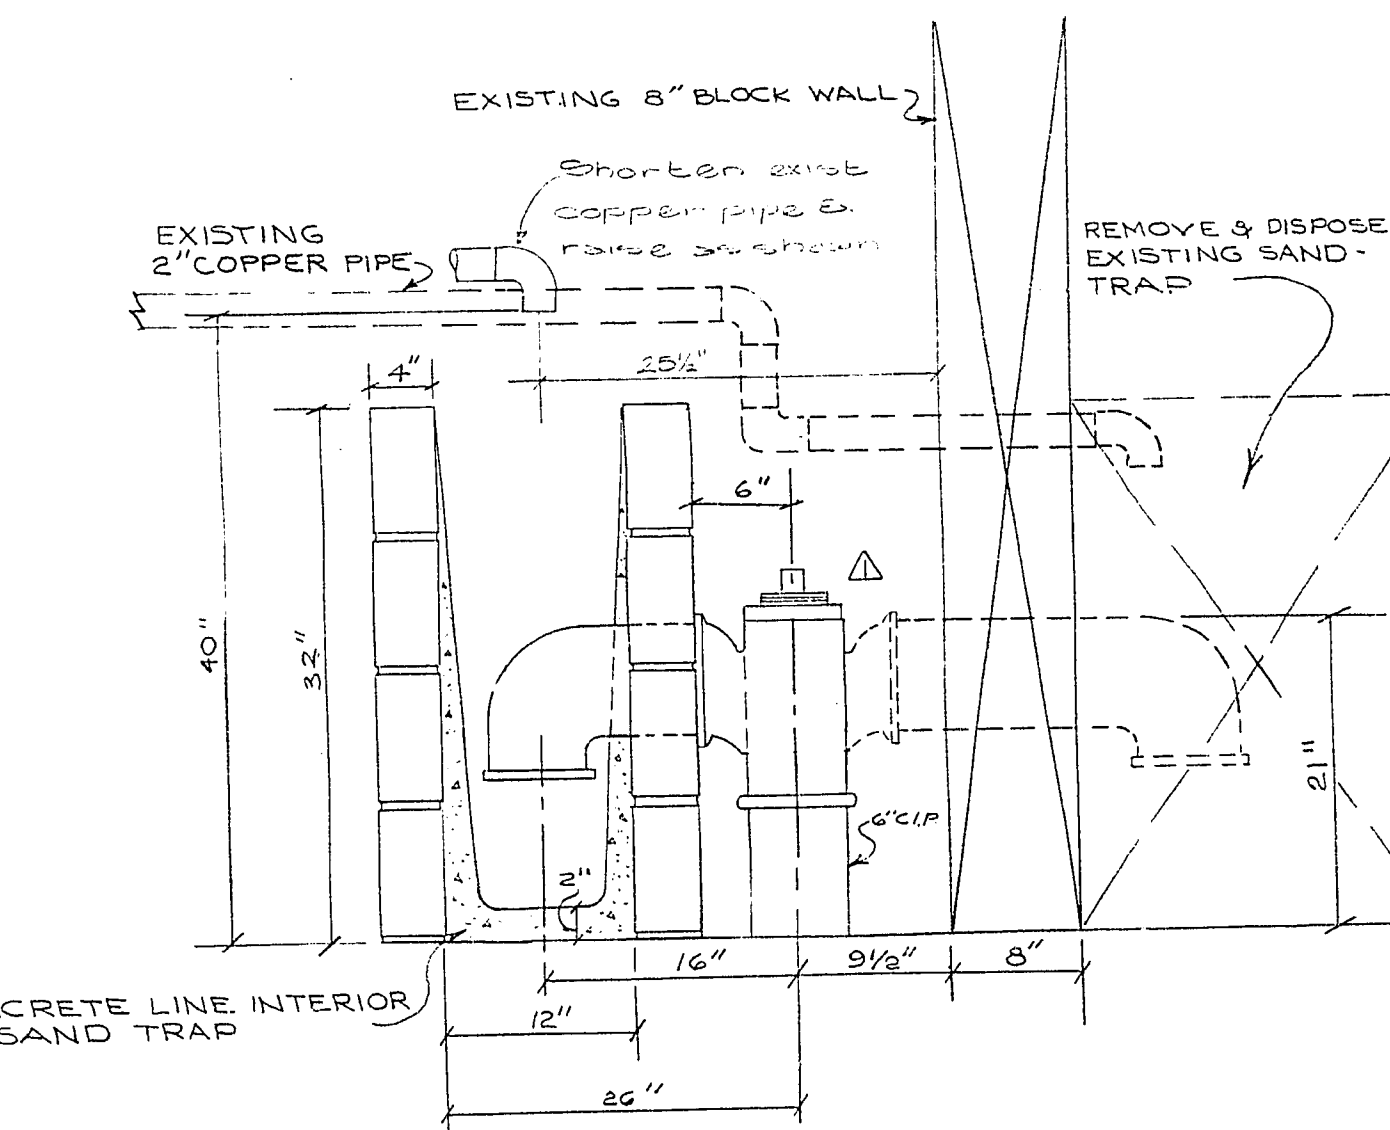 EXISTING 8" BLOCK WALL
Shorten exist
copper pipe &
raise as shown
EXISTING
2" COPPER PIPE
REMOVE & DISPOSE
EXISTING SAND-
TRAP
25½"
4"
6"
1
40"
32"
21"
6" C.I.P
2"
16"
9½"
8"
CRETE LINE INTERIOR
SAND TRAP
12"
26"